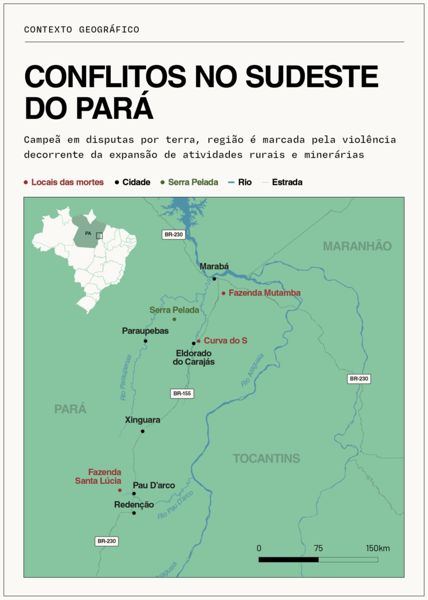 CONTEXTO GEOGRÁFICO
CONFLITOS NO SUDESTE
DO PARÁ
Campeã em disputas por terra, região é marcada pela violência
decorrente da expansão de atividades rurais e minerárias
Locais das mortes
Cidade
Serra Pelada
Rio
Estrada
PA
BR-230
MARANHÃO
Marabá
Fazenda Mutamba
Serra Pelada
Paraupebas
Curva do S
Eldorado
do Carajás
Rio Parauapebas
Rio Araguaia
BR-230
BR-155
PARÁ
Xinguara
TOCANTINS
Fazenda
Santa Lúcia
Pau D'arco
Rio Pau D'arco
Redenção
BR-230
0
75
150km